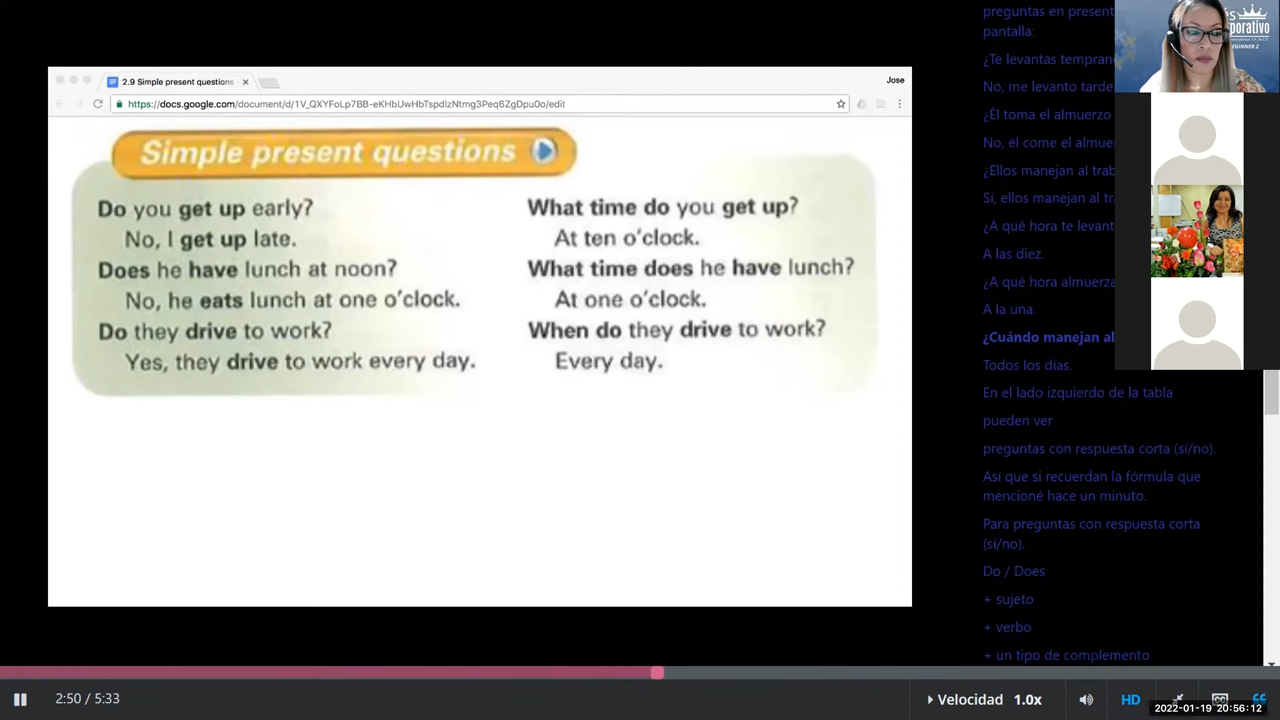 2.9 Simple present questions
Jose
https://docs.google.com/document/d/1V_QXYFoLp7BB-eKHbUwHbTspdlzNtmg3Peq6ZgDpu0o/edit
Simple present questions
Do you get up early?
No, I get up late.
Does he have lunch at noon?
No, he eats lunch at one o'clock.
Do they drive to work?
Yes, they drive to work every day.
What time do you get up?
At ten o'clock.
What time does he have lunch?
At one o'clock.
When do they drive to work?
Every day.
preguntas en present
pantalla:
¿Te levantas tempran
No, me levanto tarde
¿Él toma el almuerzo
No, él come el almue
¿Ellos manejan al trab
Sí, ellos manejan al tr
¿A qué hora te levant
A las diez.
¿A qué hora almuerza
A la una.
¿Cuándo manejan al
Todos los días.
En el lado izquierdo de la tabla
pueden ver
preguntas con respuesta corta (sí/no).
Así que si recuerdan la fórmula que
mencioné hace un minuto.
Para preguntas con respuesta corta
(sí/no).
Do / Does
+ sujeto
+ verbo
+ un tipo de complemento
porativo
2:50 / 5:33
Velocidad 1.0x
HD
2022-01-19 20:56:12